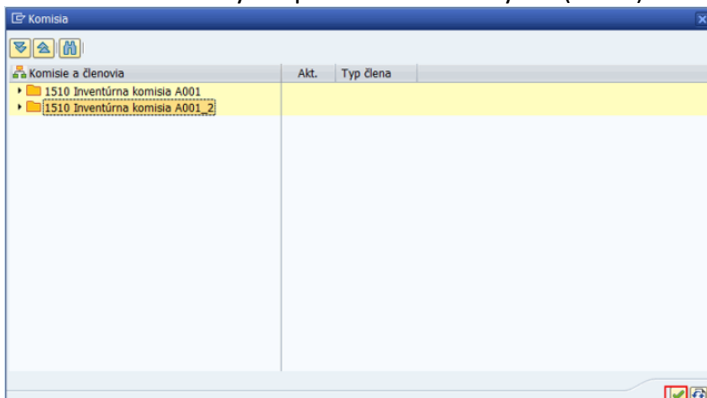 Komisia
Komisie a členovia Akt. Typ člena
1510 Inventúrna komisia A001
1510 Inventúrna komisia A001_2